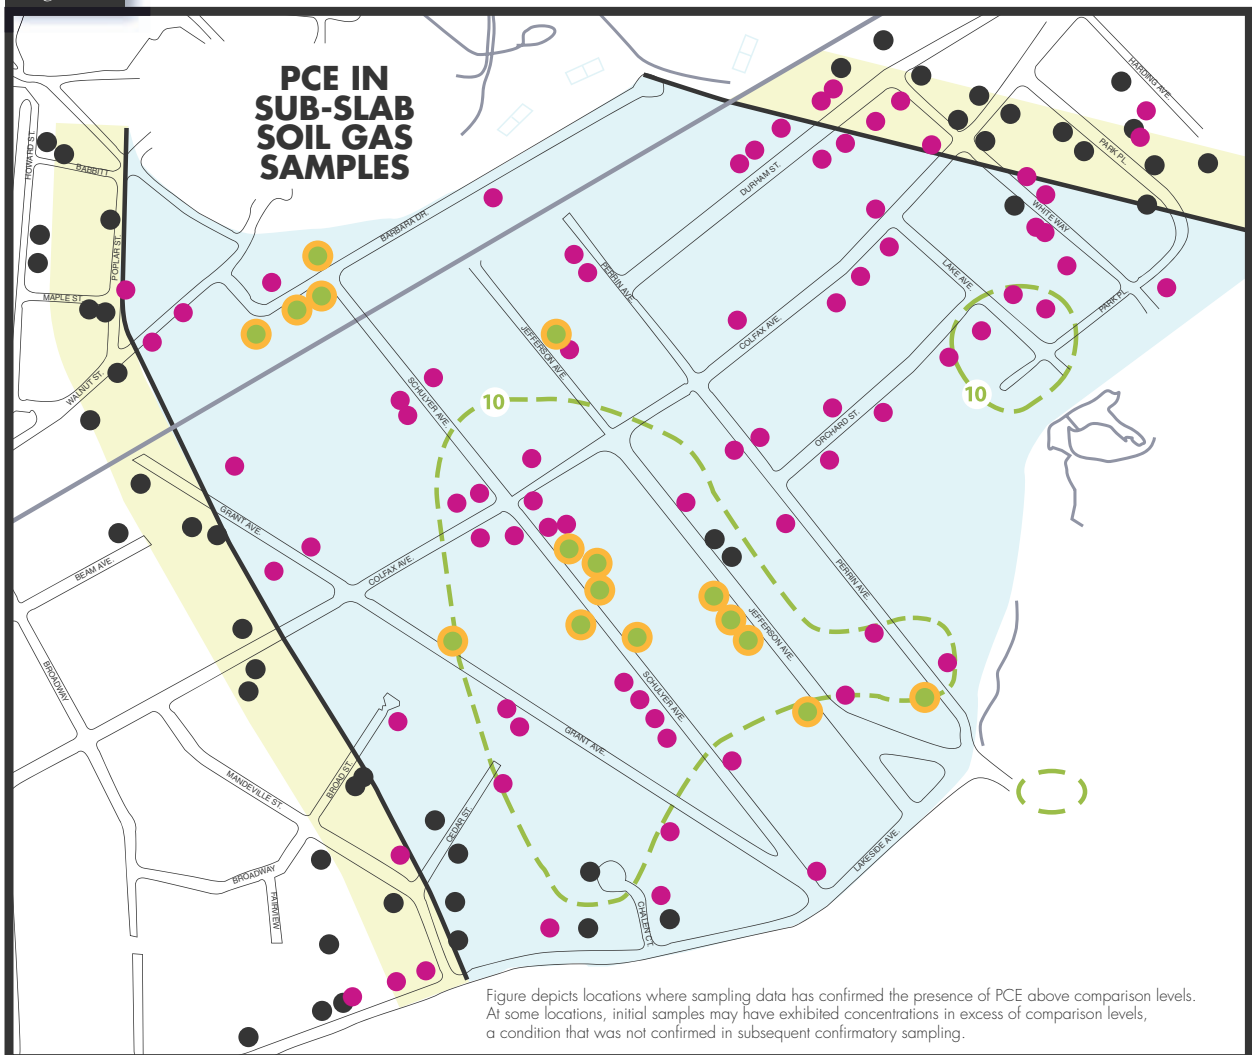 PCE IN
SUB-SLAB
SOIL GAS
SAMPLES
HARDING AVE.
PARK PL.
HOWARD ST.
BABBITT
DURHAM ST.
WHITE WAY
BARBARA DR.
POPLAR ST.
PERRIN AVE.
LAKE AVE.
MAPLE ST.
PARK PL.
COLFAX AVE.
JEFFERSON AVE.
WALNUT ST.
SCHULYER AVE.
10
10
ORCHARD ST.
GRANT AVE.
BEAM AVE.
COLFAX AVE.
PERRIN AVE.
JEFFERSON AVE.
BROADWAY
SCHULYER AVE.
GRANT AVE.
MANDEVILLE ST.
BROAD ST.
CEDAR ST.
LAKESIDE AVE.
BROADWAY
FAIRVIEW
CHALEN CT.
Figure depicts locations where sampling data has confirmed the presence of PCE above comparison levels.
At some locations, initial samples may have exhibited concentrations in excess of comparison levels,
a condition that was not confirmed in subsequent confirmatory sampling.